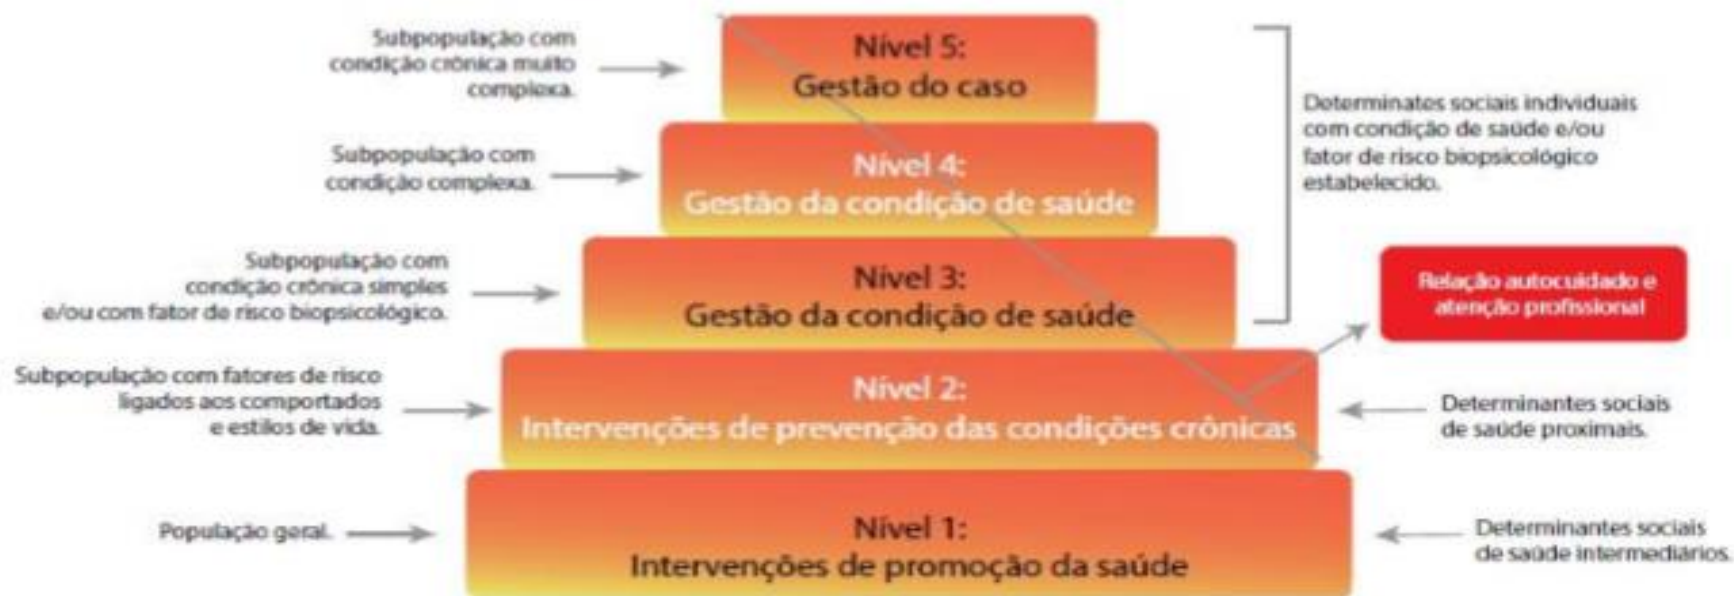 Subpopulação com
condição crônica muito
complexa.
Nível 5:
Gestão do caso
Determinates sociais individuais
com condição de saúde e/ou
fator de risco biopsicológico
estabelecido.
Subpopulação com
condição complexa.
Nível 4:
Gestão da condição de saúde
Subpopulação com
condição crônica simples
e/ou com fator de risco biopsicológico.
Nível 3:
Gestão da condição de saúde
Relação autocuidado e
atenção profissional
Subpopulação com fatores de risco
ligados aos comportados
e estilos de vida.
Nível 2:
Intervenções de prevenção das condições crônicas
Determinantes sociais
de saúde proximais.
População geral.
Nível 1:
Intervenções de promoção da saúde
Determinantes sociais
de saúde intermediários.